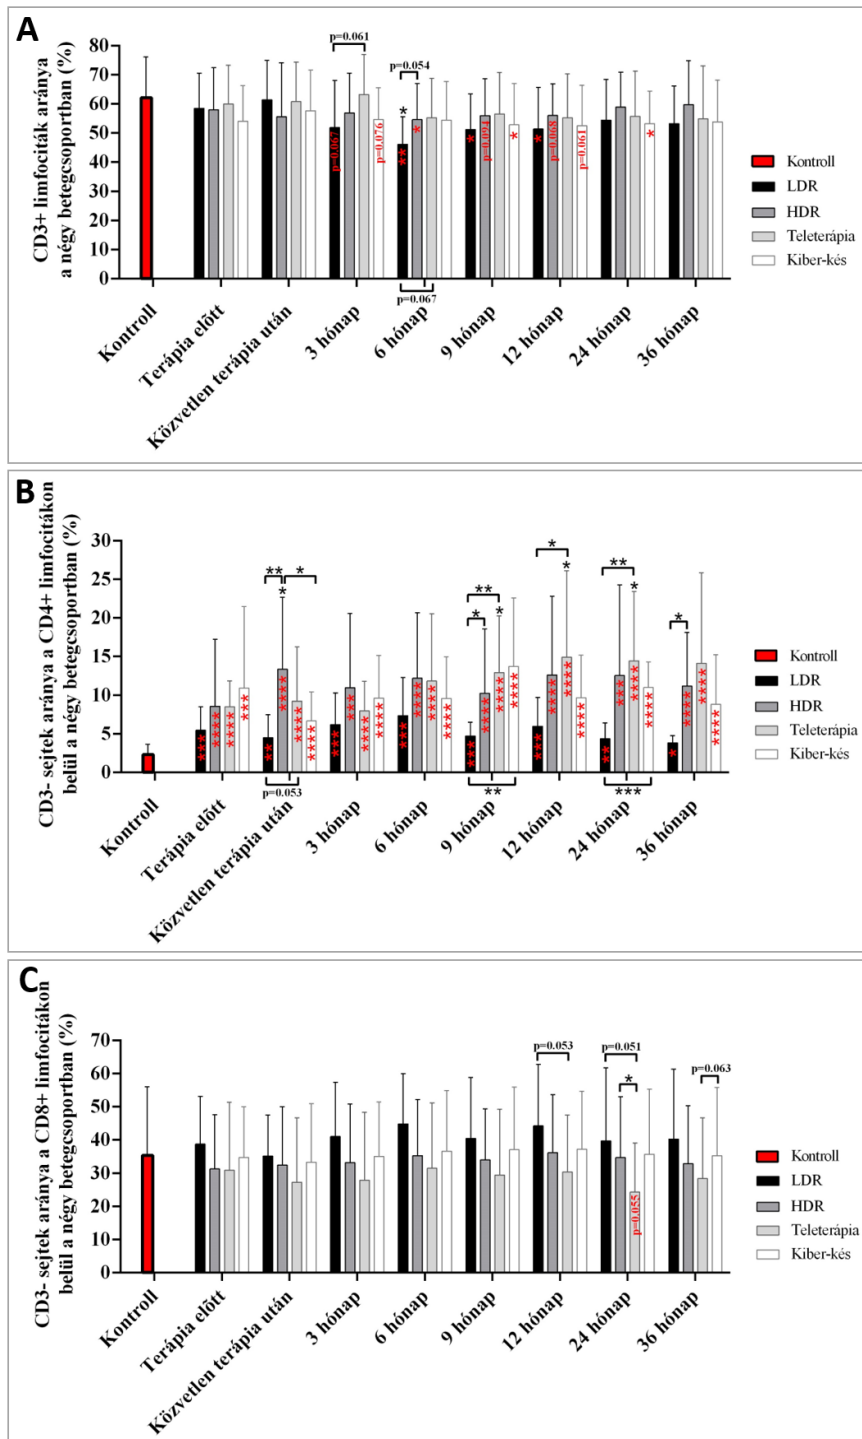 A
CD3+ limfociták aránya
a négy betegcsoportban (%)
80
70
60
50
40
30
20
10
0
p=0.061
p=0.054
*
p=0.067
p=0.076
**
*
*
p=0.094
*
*
p=0.068
p=0.061
*
p=0.067
Kontroll
Terápia előtt
Közvetlen terápia után
3 hónap
6 hónap
9 hónap
12 hónap
24 hónap
36 hónap
Kontroll
LDR
HDR
Teleterápia
Kiber-kés
B
CD3- sejtek aránya a CD4+ limfocitákon
belül a négy betegcsoportban (%)
30
25
20
15
10
5
0
** * *
** * *
* *
** *
*
*** **** **** ***
** **** **** ****
*** *** **** ****
*** **** **** ****
*** **** **** ****
*** **** **** ****
** *** **** ****
* **** **** ****
p=0.053
**
***
Kontroll
Terápia előtt
Közvetlen terápia után
3 hónap
6 hónap
9 hónap
12 hónap
24 hónap
36 hónap
Kontroll
LDR
HDR
Teleterápia
Kiber-kés
C
CD3- sejtek aránya a CD8+ limfocitákon
belül a négy betegcsoportban (%)
70
60
50
40
30
20
10
0
p=0.053
p=0.051
*
p=0.063
p=0.055
Kontroll
Terápia előtt
Közvetlen terápia után
3 hónap
6 hónap
9 hónap
12 hónap
24 hónap
36 hónap
Kontroll
LDR
HDR
Teleterápia
Kiber-kés